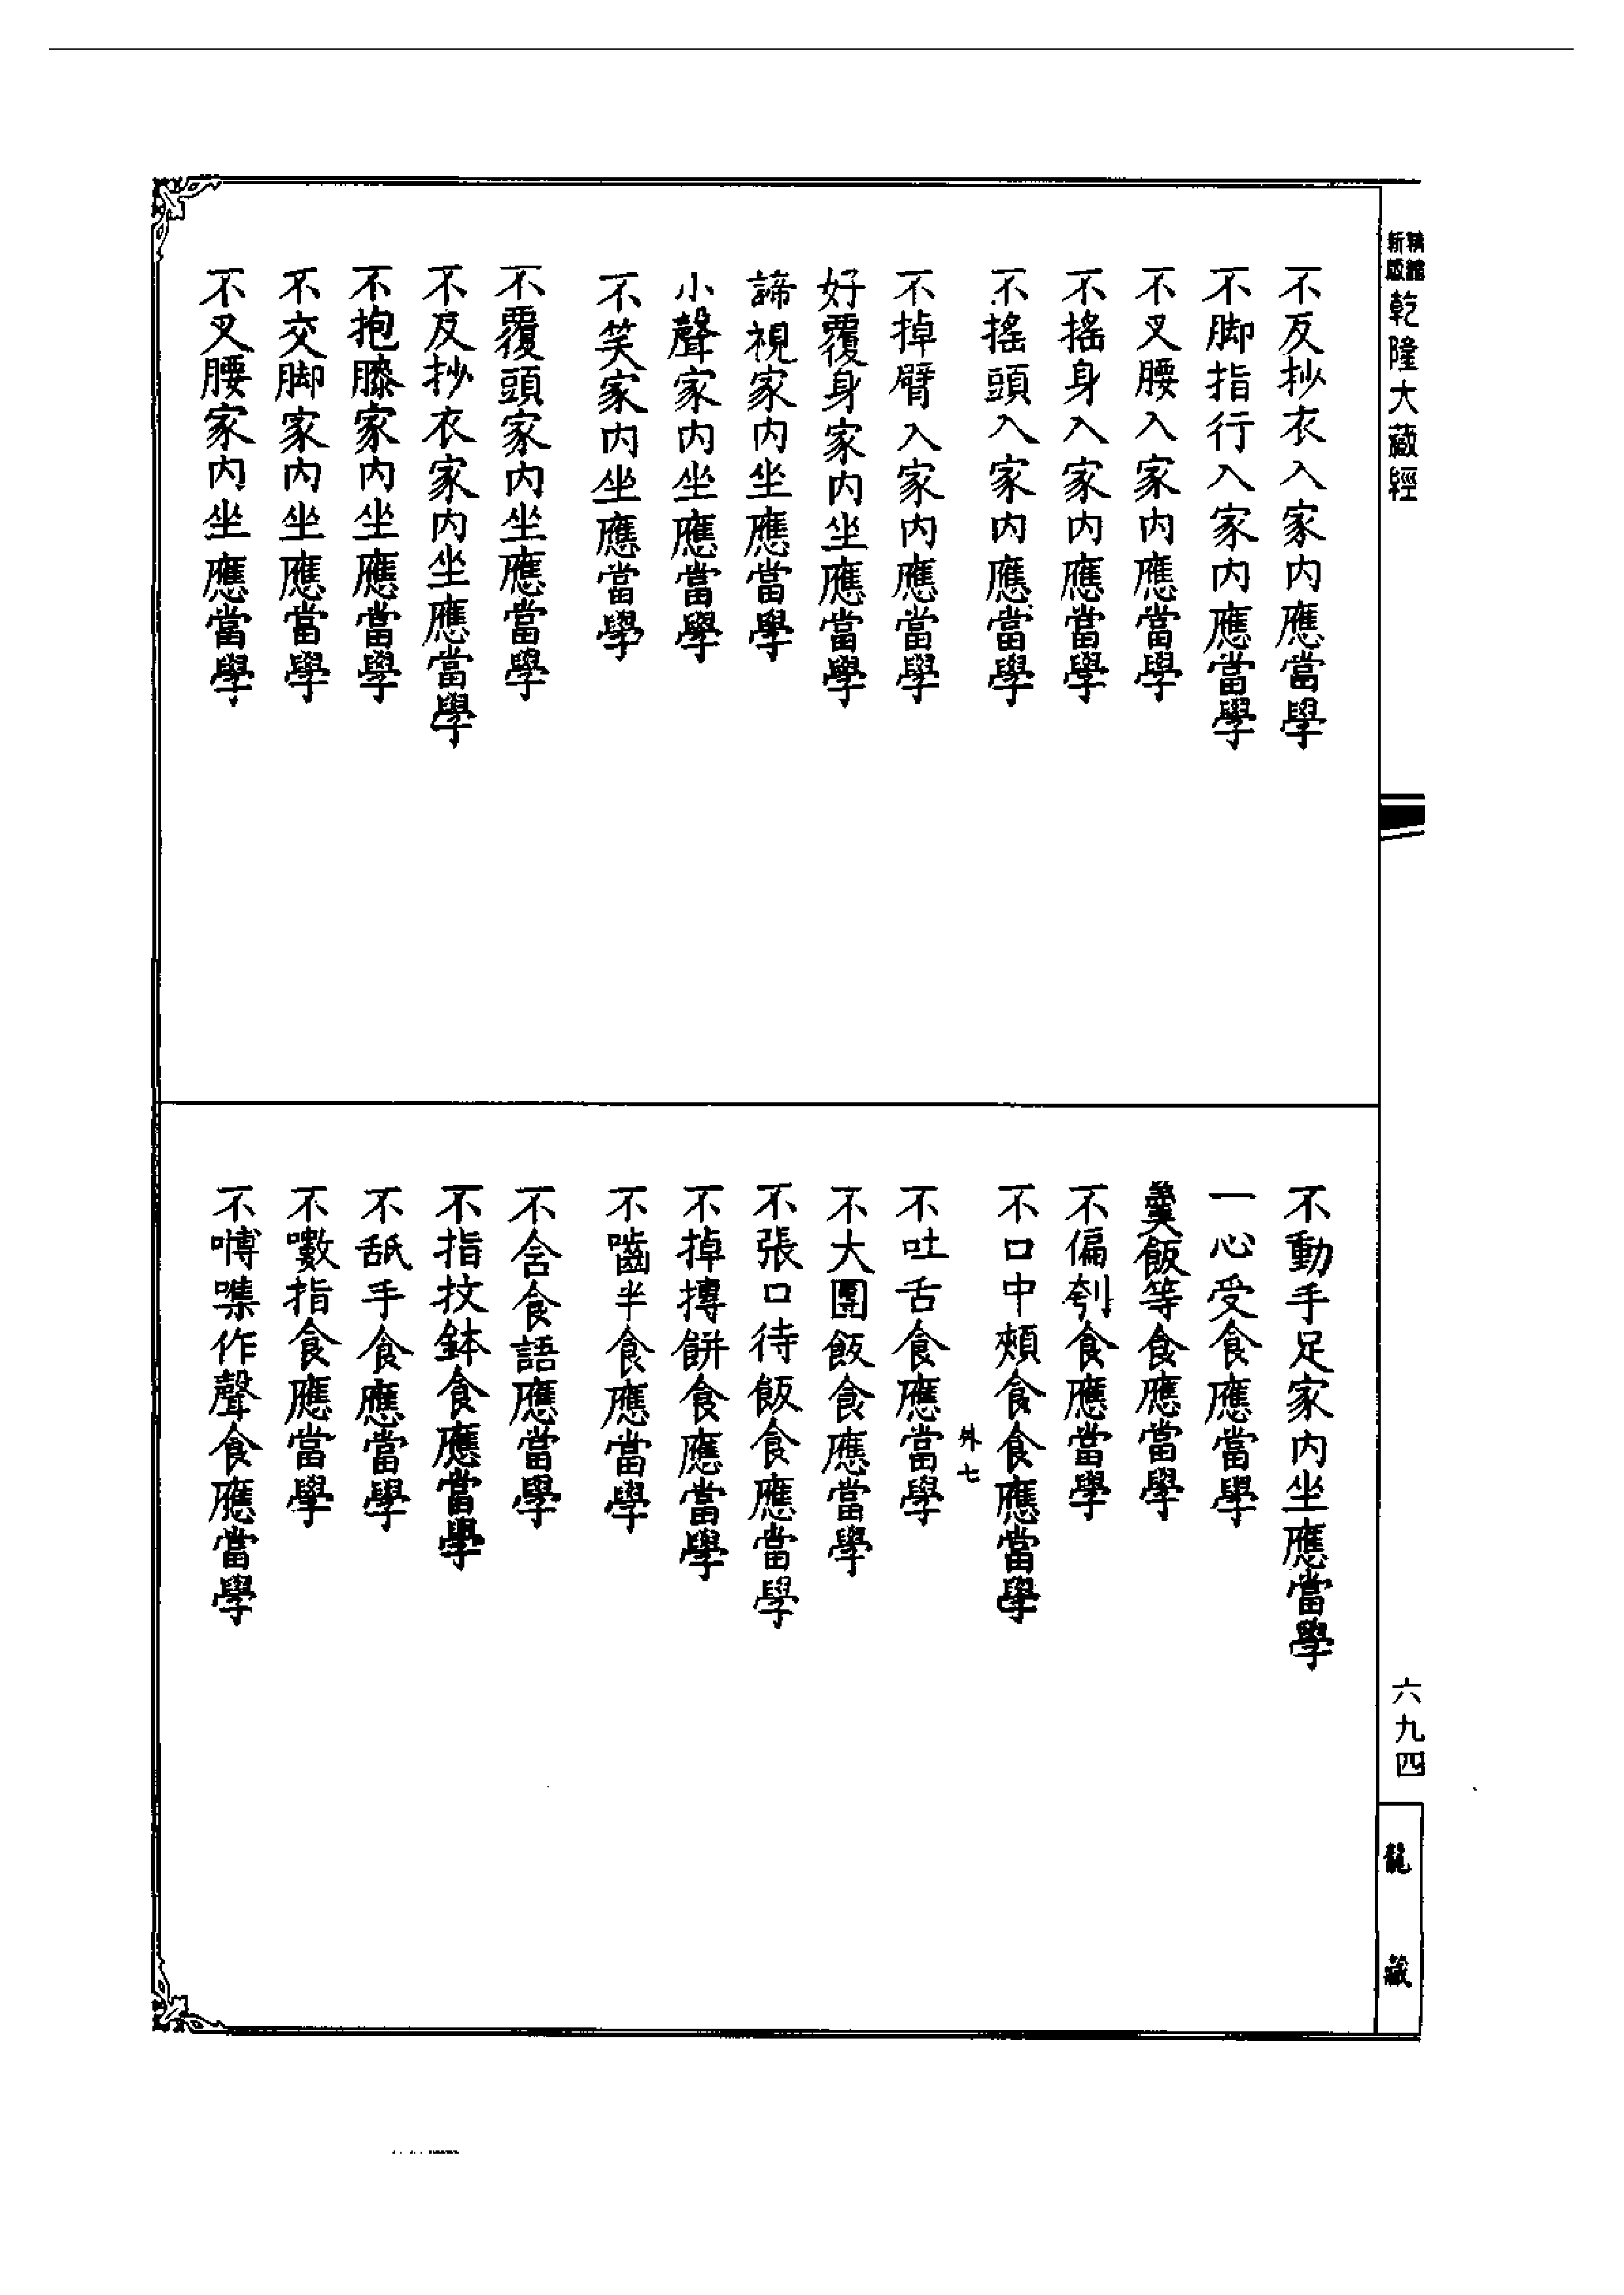 精縮
新版
乾隆大藏經
不反抄衣入家內應當學
不脚指行入家內應當學
不叉腰入家內應當學
不搖身入家內應當學
不搖頭入家內應當學
不掉臂入家內應當學
好覆身家內坐應當學
諦視家內坐應當學
小聲家內坐應當學
不笑家內坐應當學
不覆頭家內坐應當學
不反抄衣家內坐應當學
不抱膝家內坐應當學
不交脚家內坐應當學
不叉腰家內坐應當學
不動手足家內坐應當學
一心受食應當學
羹飯等食應當學
不偏刳食應當學
不口中頰食食應當學
外七
不吐舌食應當學
不大團飯食應當學
不張口待飯食應當學
不掉摶餅食應當學
不嚙半食應當學
不含食語應當學
不指抆鉢食應當學
不舐手食應當學
不嗽指食應當學
不噂㗱作聲食應當學
六九四
龍藏